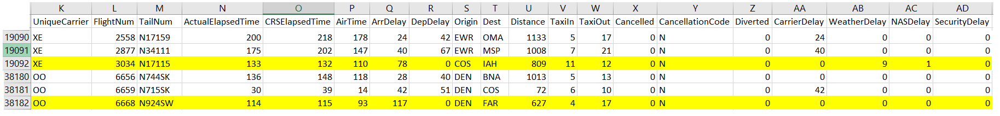 K L M N O P Q R S T U V W X Y Z AA AB AC AD
UniqueCarrier FlightNum TailNum ActualElapsedTime CRSElapsedTime AirTime ArrDelay DepDelay Origin Dest Distance TaxiIn TaxiOut Cancelled CancellationCode Diverted CarrierDelay WeatherDelay NASDelay SecurityDelay
19090 XE 2558 N17159 200 218 178 24 42 EWR OMA 1133 5 17 0 N 0 24 0 0 0
19091 XE 2877 N34111 175 202 147 40 67 EWR MSP 1008 7 21 0 N 0 40 0 0 0
19092 XE 3034 N17115 133 132 110 78 0 COS IAH 809 11 12 0 N 0 0 9 1 0
38180 OO 6656 N744SK 136 148 118 28 40 DEN BNA 1013 5 13 0 N 0 0 0 0 0
38181 OO 6659 N715SK 30 39 14 42 51 DEN COS 72 6 10 0 N 0 42 0 0 0
38182 OO 6668 N924SW 114 115 93 117 0 DEN FAR 627 4 17 0 N 0 0 0 0 0